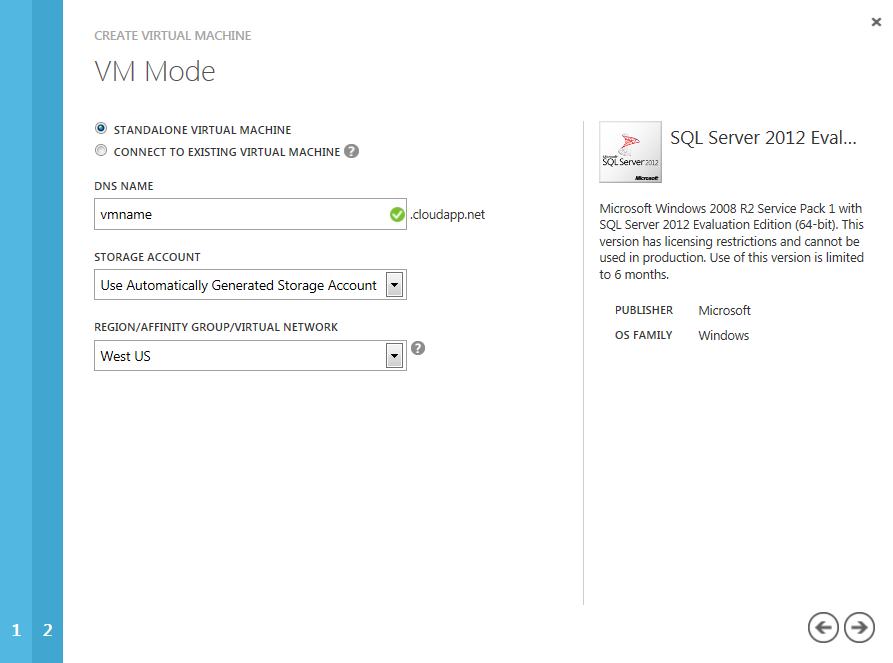 CREATE VIRTUAL MACHINE
VM Mode
STANDALONE VIRTUAL MACHINE
CONNECT TO EXISTING VIRTUAL MACHINE ?
DNS NAME
vmname .cloudapp.net
STORAGE ACCOUNT
Use Automatically Generated Storage Account
REGION/AFFINITY GROUP/VIRTUAL NETWORK
West US ?
Microsoft
SQL Server 2012
Microsoft
SQL Server 2012 Eval...
Microsoft Windows 2008 R2 Service Pack 1 with
SQL Server 2012 Evaluation Edition (64-bit). This
version has licensing restrictions and cannot be
used in production. Use of this version is limited
to 6 months.
PUBLISHER Microsoft
OS FAMILY Windows
1 2